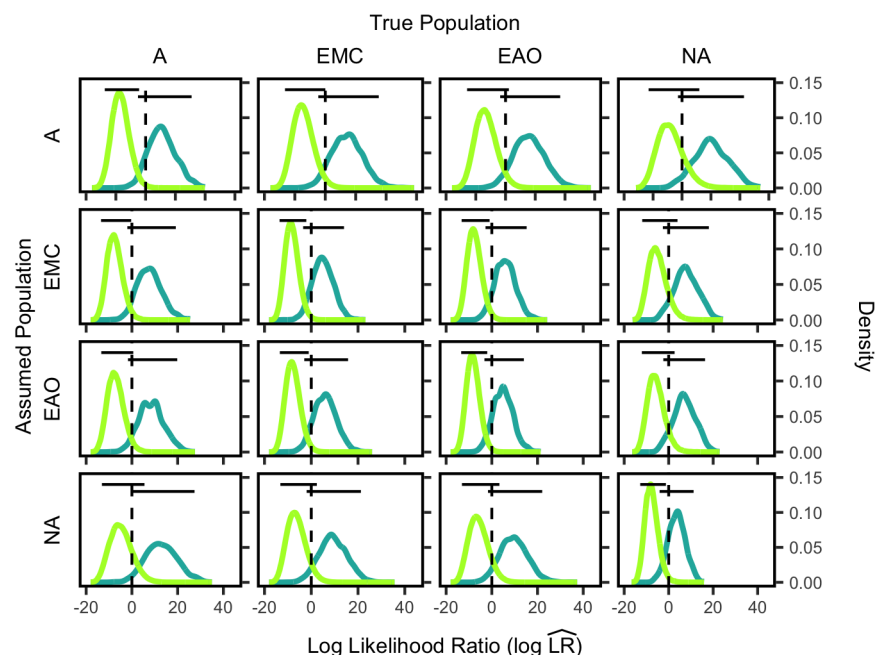 True Population
A EMC EAO NA
A
0.15
0.10
0.05
0.00
EMC
0.15
0.10
0.05
0.00
EAO
0.15
0.10
0.05
0.00
NA
0.15
0.10
0.05
0.00
Assumed Population
Density
-20 0 20 40 -20 0 20 40 -20 0 20 40 -20 0 20 40
Log Likelihood Ratio (log L̂R̂)